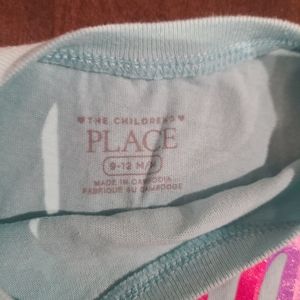 ♥THE CHILDREN'S♥
PLACE
9-12 M/M
MADE IN CAMBODIA
FABRIQUÉ AU CAMBODGE